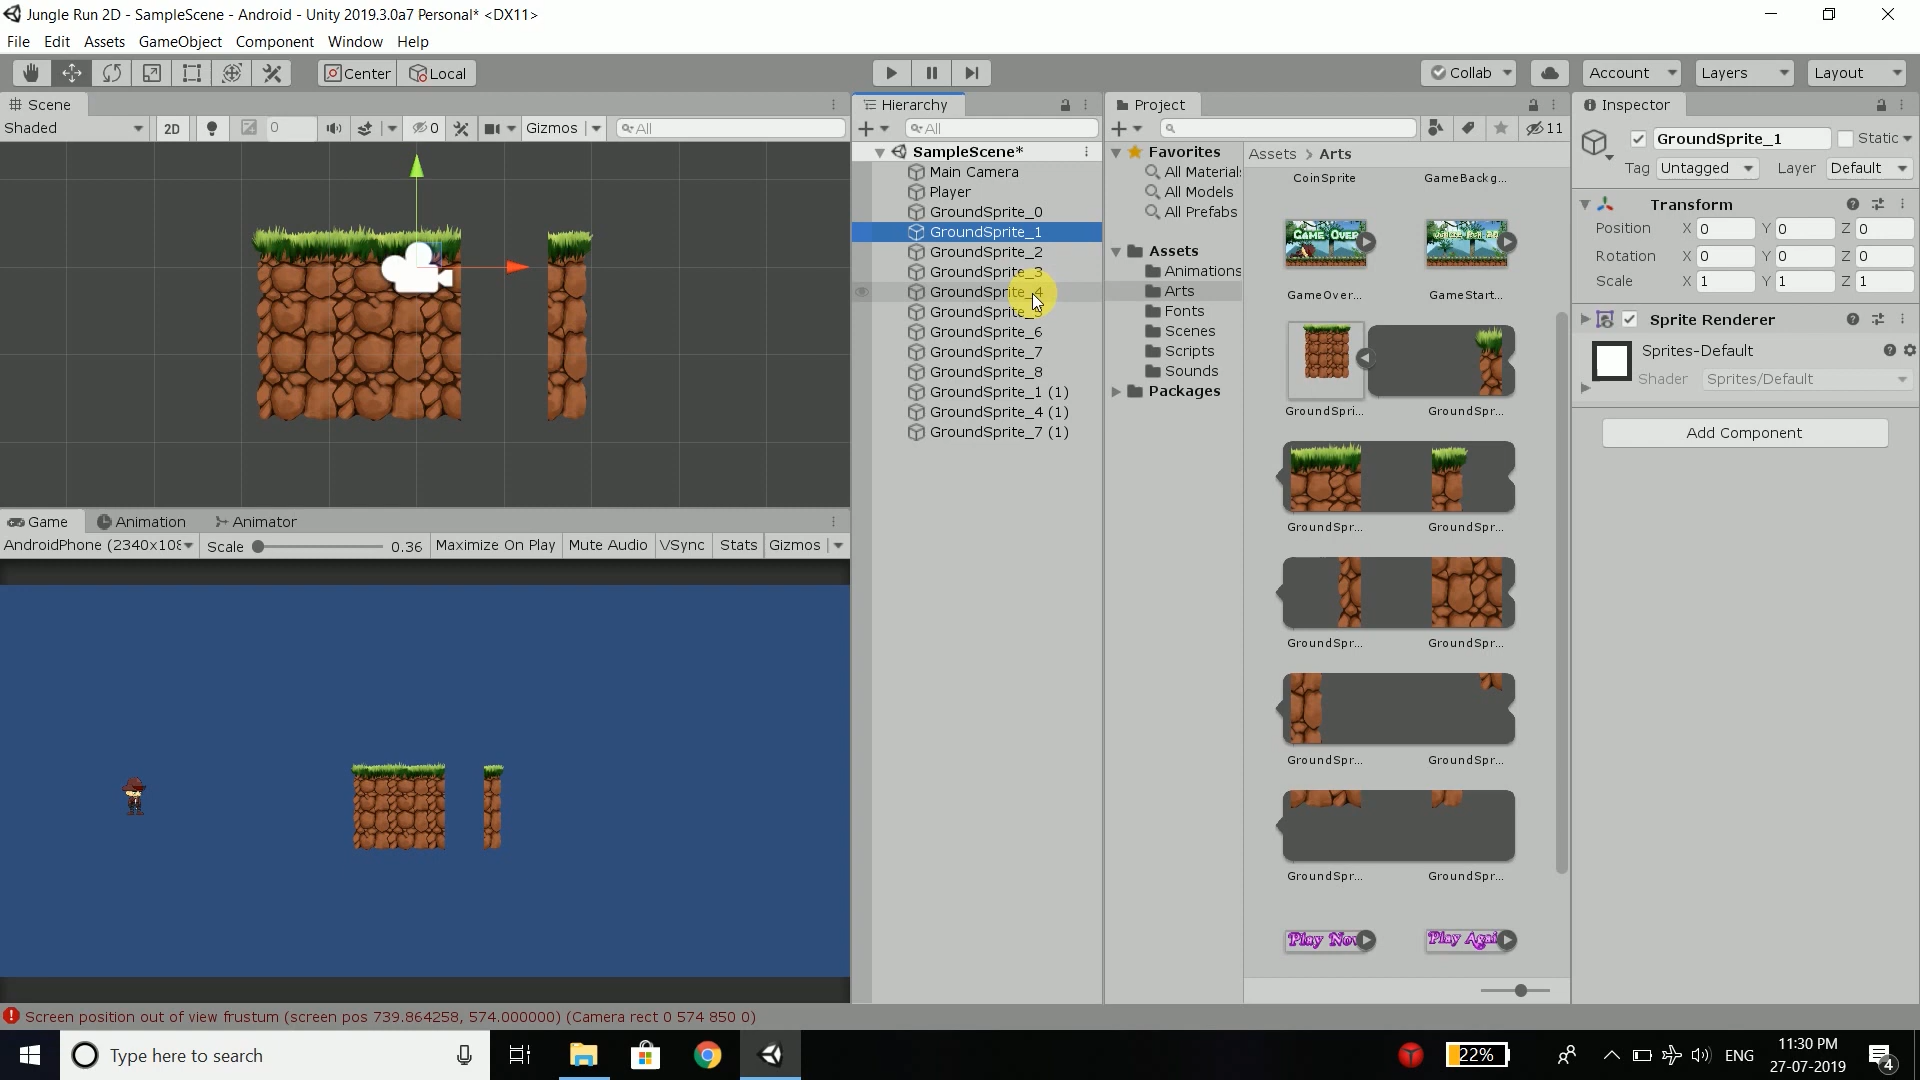 Jungle Run 2D - SampleScene - Android - Unity 2019.3.0a7 Personal* <DX11>
File Edit Assets GameObject Component Window Help
Center Local
Collab Account Layers Layout
Scene
Shaded 2D 0 0 Gizmos All
Hierarchy
All
SampleScene*
Main Camera
Player
GroundSprite_0
GroundSprite_1
GroundSprite_2
GroundSprite_3
GroundSprite_4
GroundSprite_5
GroundSprite_6
GroundSprite_7
GroundSprite_8
GroundSprite_1 (1)
GroundSprite_4 (1)
GroundSprite_7 (1)
Project
11
Favorites
All Material
All Models
All Prefabs
Assets
Animations
Arts
Fonts
Scenes
Scripts
Sounds
Packages
Assets > Arts
CoinSprite GameBackg...
GAME OVER
GameOver... GameStart...
GroundSpri... GroundSpr...
GroundSpr... GroundSpr...
GroundSpr... GroundSpr...
GroundSpr... GroundSpr...
GroundSpr... GroundSpr...
Play Now Play Agai
Inspector
GroundSprite_1 Static
Tag Untagged Layer Default
Transform
Position X 0 Y 0 Z 0
Rotation X 0 Y 0 Z 0
Scale X 1 Y 1 Z 1
Sprite Renderer
Sprites-Default
Shader Sprites/Default
Add Component
Game Animation Animator
AndroidPhone (2340x108 Scale 0.36 Maximize On Play Mute Audio VSync Stats Gizmos
Screen position out of view frustum (screen pos 739.864258, 574.000000) (Camera rect 0 574 850 0)
Type here to search
22%
ENG
11:30 PM
27-07-2019
4